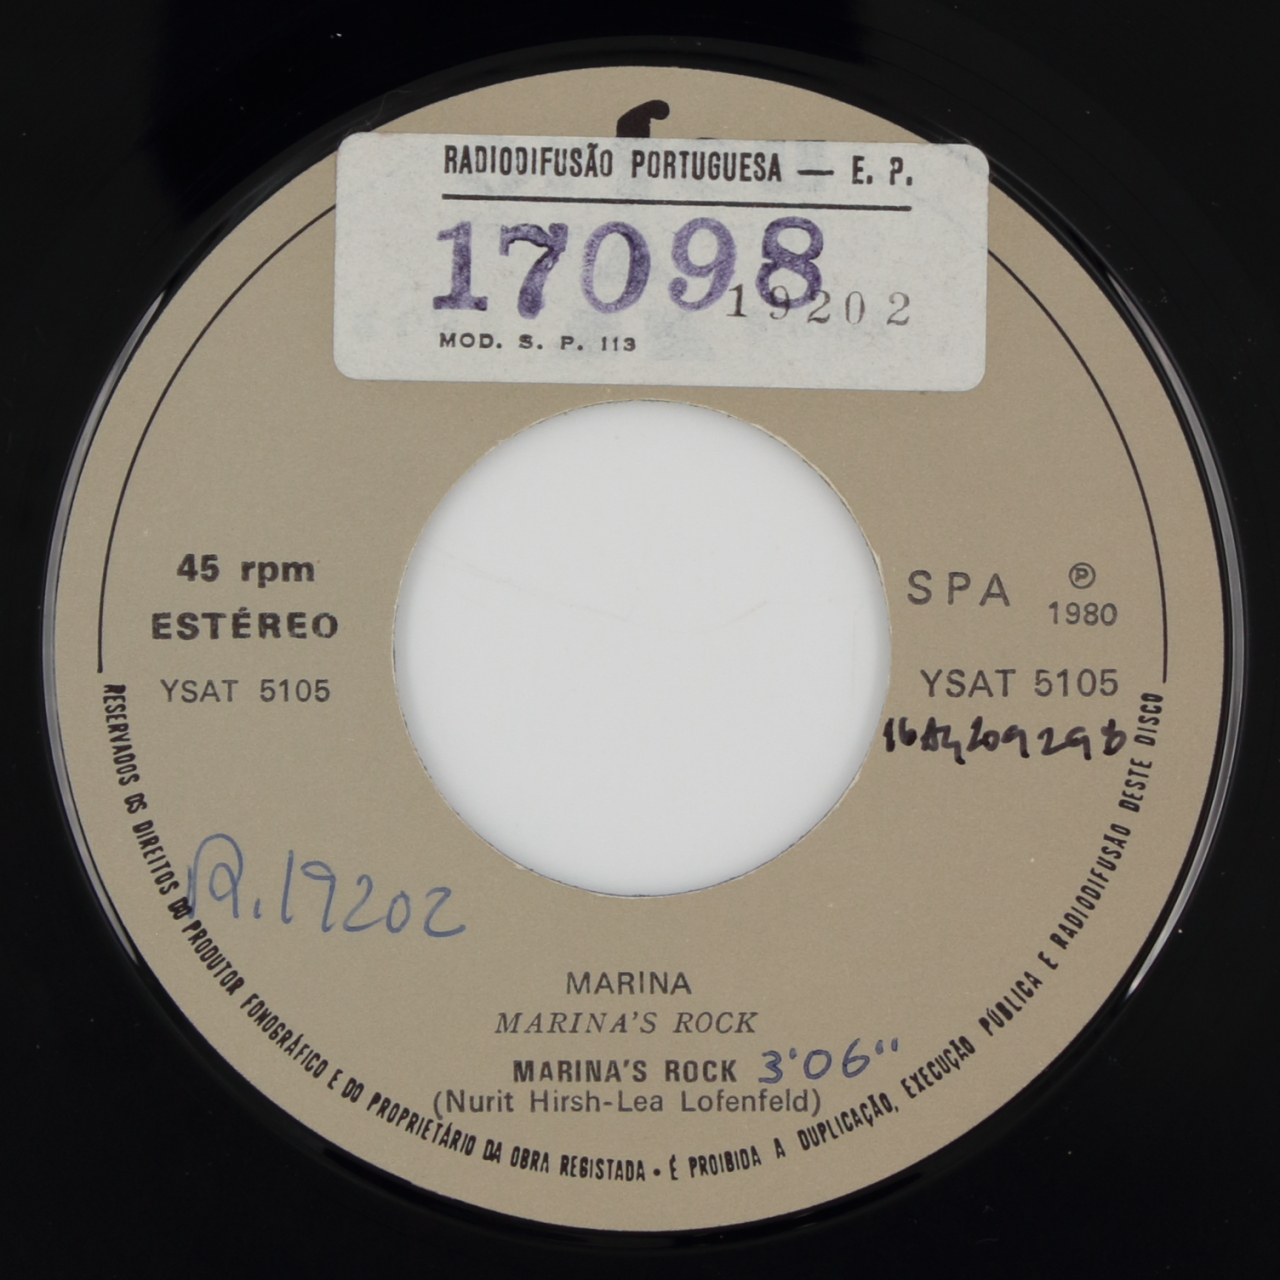 RADIODIFUSÃO PORTUGUESA — E. P.
17098
19202
MOD. S. P. 113
45 rpm
ESTÉREO
YSAT 5105
SPA
℗
1980
YSAT 5105
R.19202
MARINA
MARINA'S ROCK
MARINA'S ROCK 3'06"
(Nurit Hirsh-Lea Lofenfeld)
RESERVADOS OS DIREITOS DO PRODUTOR FONOGRÁFICO E DO PROPRIETÁRIO DA OBRA REGISTADA • É PROIBIDA A DUPLICAÇÃO, EXECUÇÃO PÚBLICA E RADIODIFUSÃO DESTE DISCO